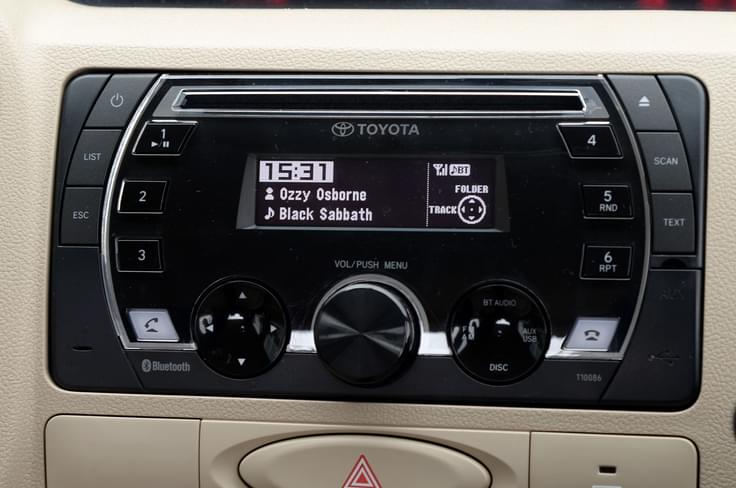 TOYOTA
LIST
ESC
1
2
3
15:31
Ozzy Osborne
Black Sabbath
BT
FOLDER
TRACK
4
5
RND
6
RPT
SCAN
TEXT
AUX
VOL/PUSH MENU
BT AUDIO
AUX
USB
DISC
Bluetooth
T10086